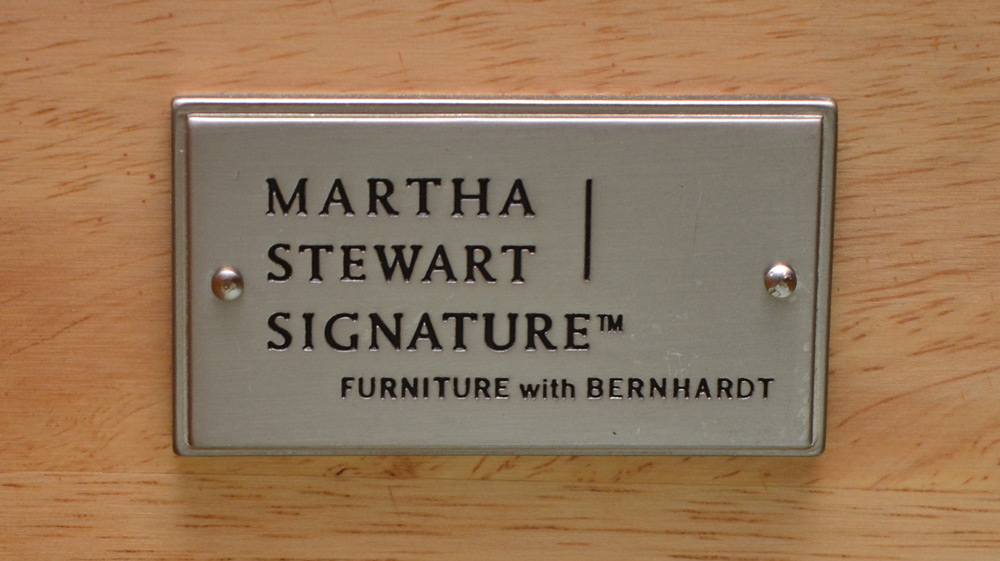 MARTHA
STEWART
SIGNATURE™
FURNITURE with BERNHARDT